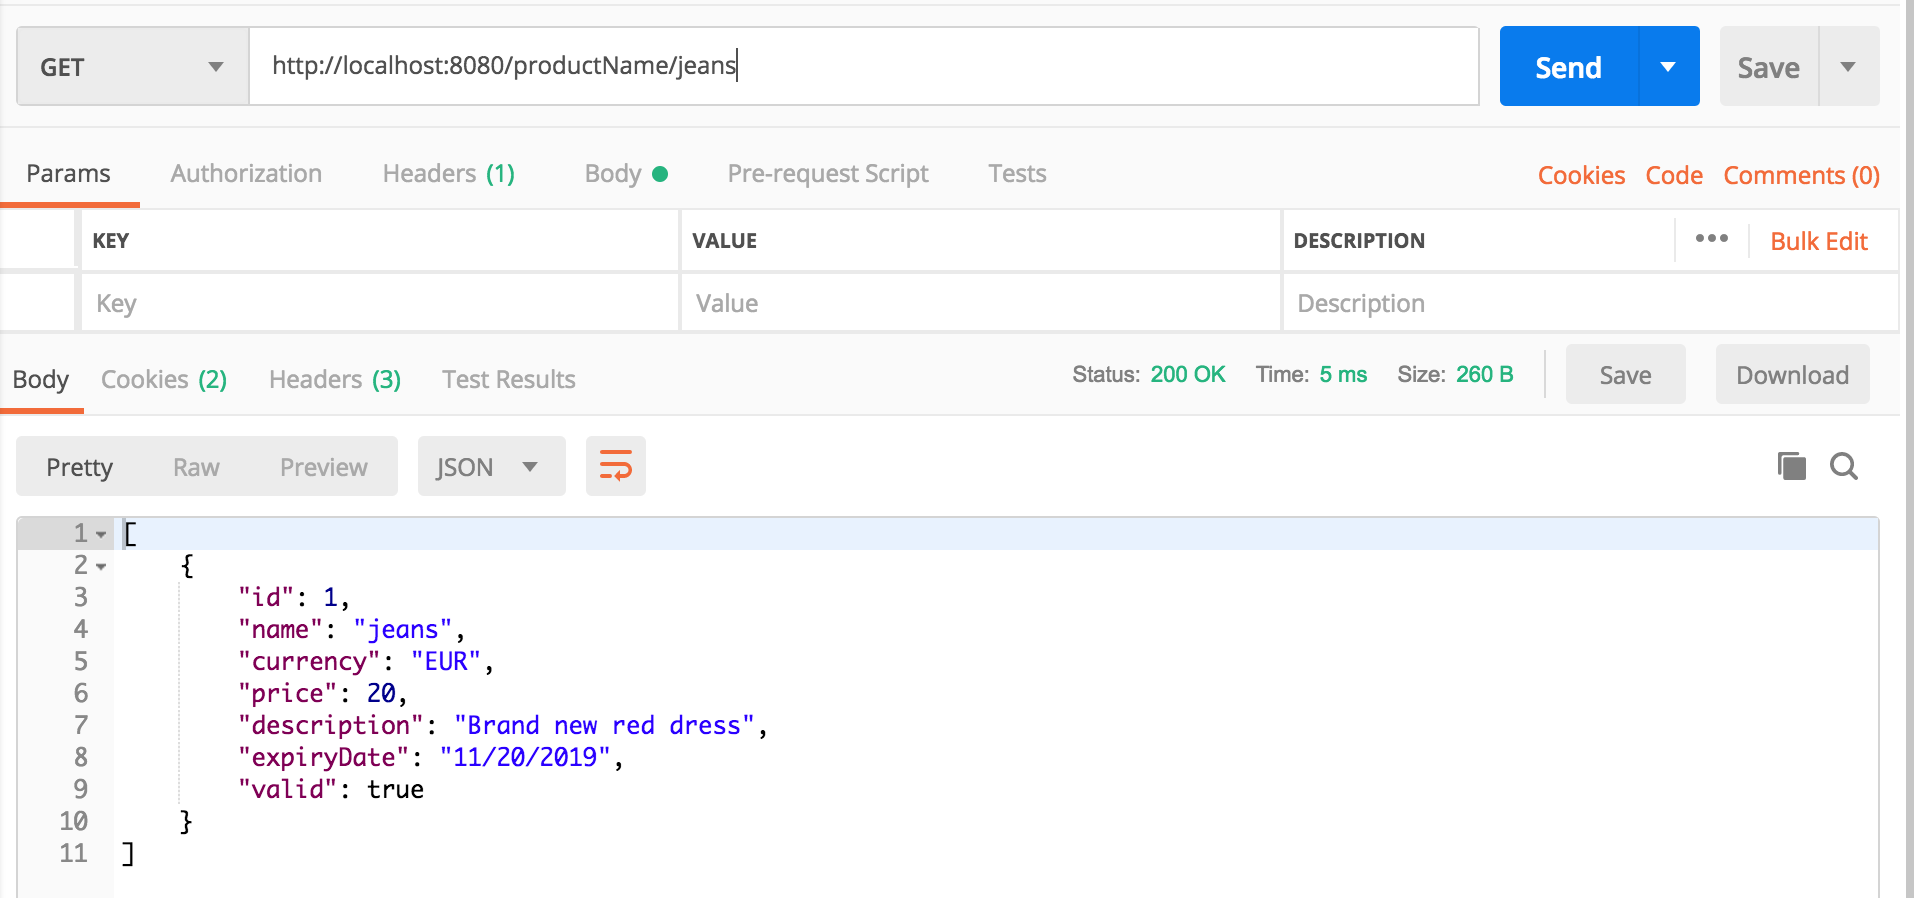 GET http://localhost:8080/productName/jeans Send Save
Params Authorization Headers (1) Body Pre-request Script Tests Cookies Code Comments (0)
KEY VALUE DESCRIPTION ••• Bulk Edit
Key Value Description
Body Cookies (2) Headers (3) Test Results Status: 200 OK Time: 5 ms Size: 260 B Save Download
Pretty Raw Preview JSON
1 [
2 {
3 "id": 1,
4 "name": "jeans",
5 "currency": "EUR",
6 "price": 20,
7 "description": "Brand new red dress",
8 "expiryDate": "11/20/2019",
9 "valid": true
10 }
11 ]